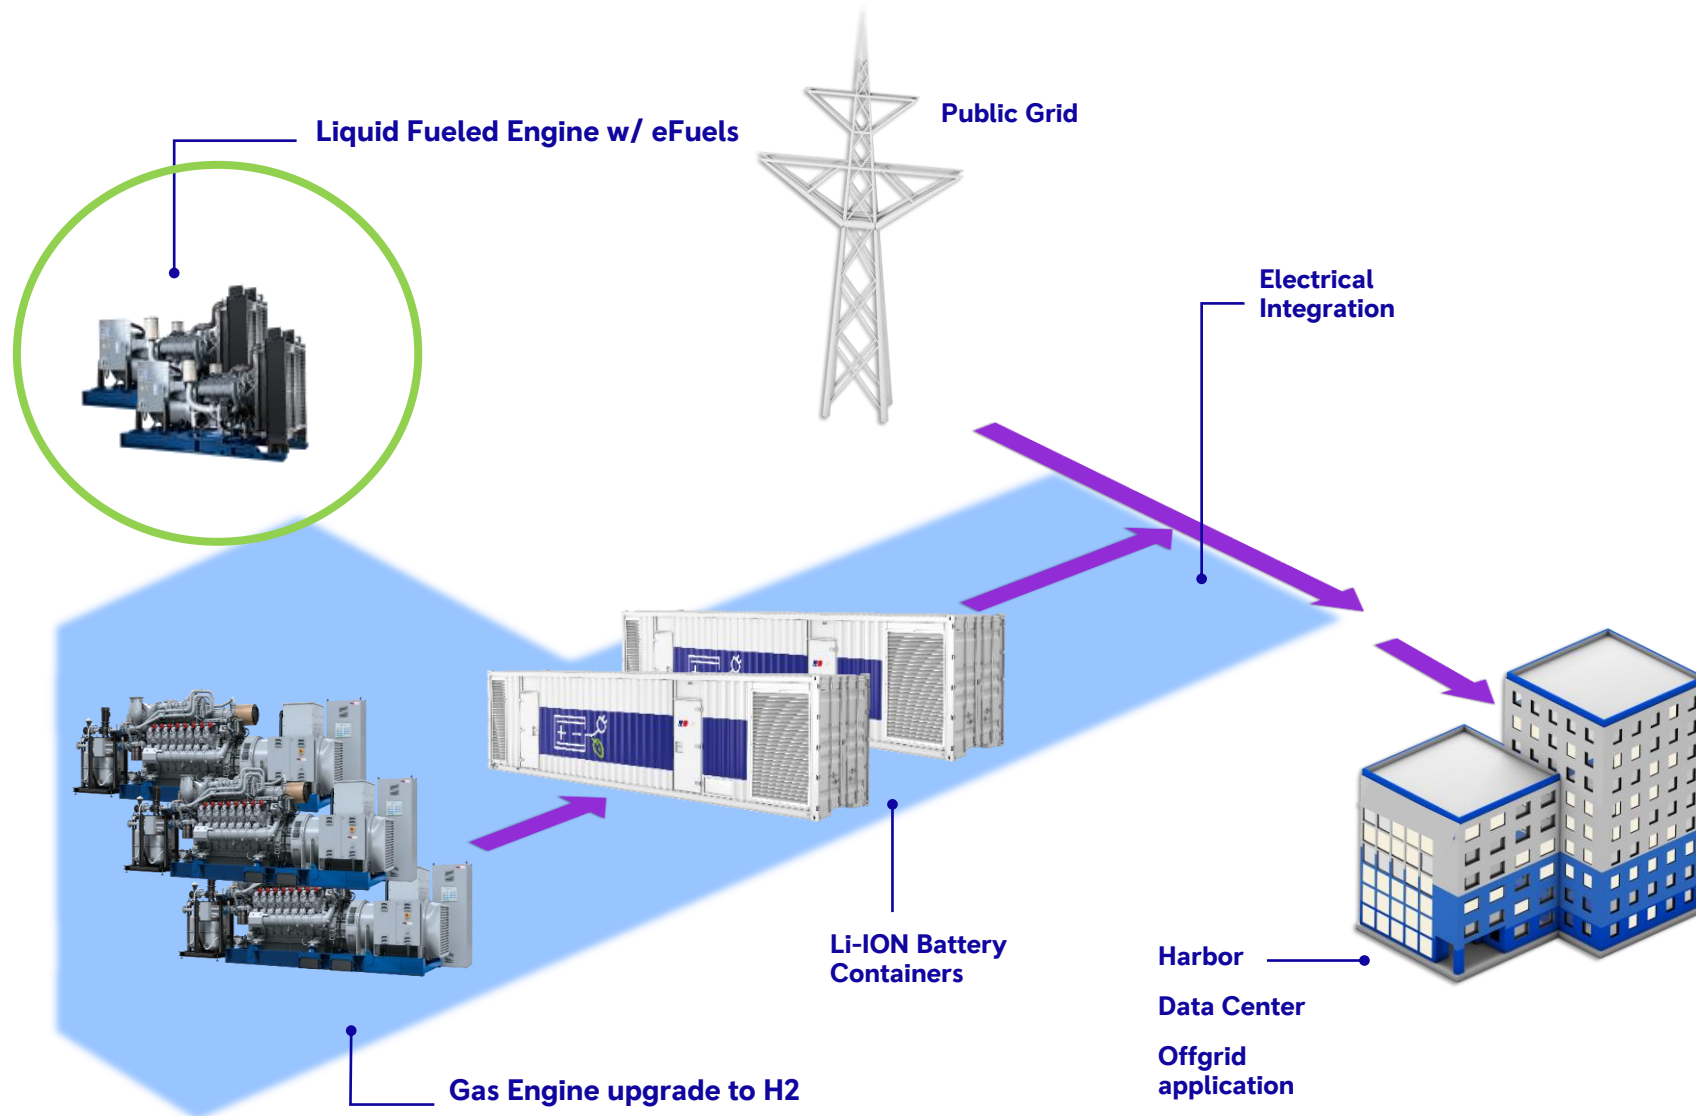 Liquid Fueled Engine w/ eFuels
Public Grid
Electrical
Integration
Li-ION Battery
Containers
Harbor
Data Center
Offgrid
application
Gas Engine upgrade to H2